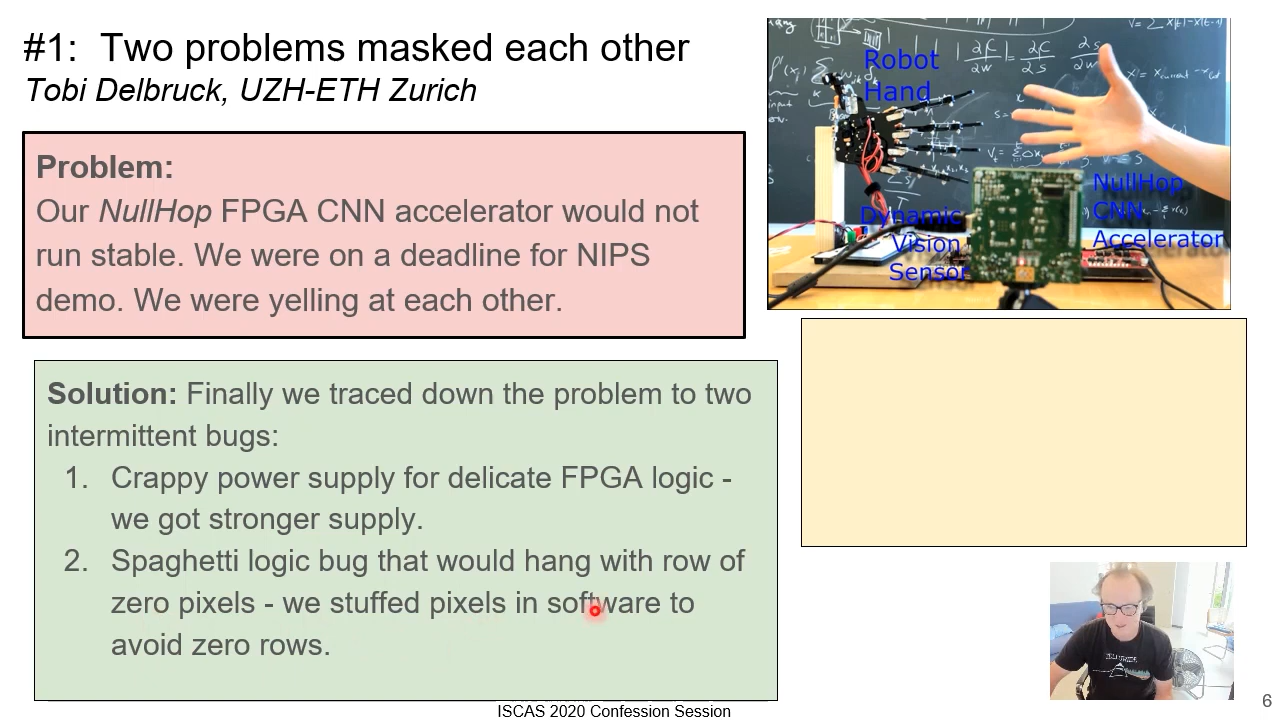 #1: Two problems masked each other
Tobi Delbruck, UZH-ETH Zurich
Problem:
Our NullHop FPGA CNN accelerator would not
run stable. We were on a deadline for NIPS
demo. We were yelling at each other.
Solution: Finally we traced down the problem to two
intermittent bugs:
1. Crappy power supply for delicate FPGA logic -
we got stronger supply.
2. Spaghetti logic bug that would hang with row of
zero pixels - we stuffed pixels in software to
avoid zero rows.
Robot
Hand
Dynamic
Vision
Sensor
NullHop
CNN
Accelerator
ISCAS 2020 Confession Session
6